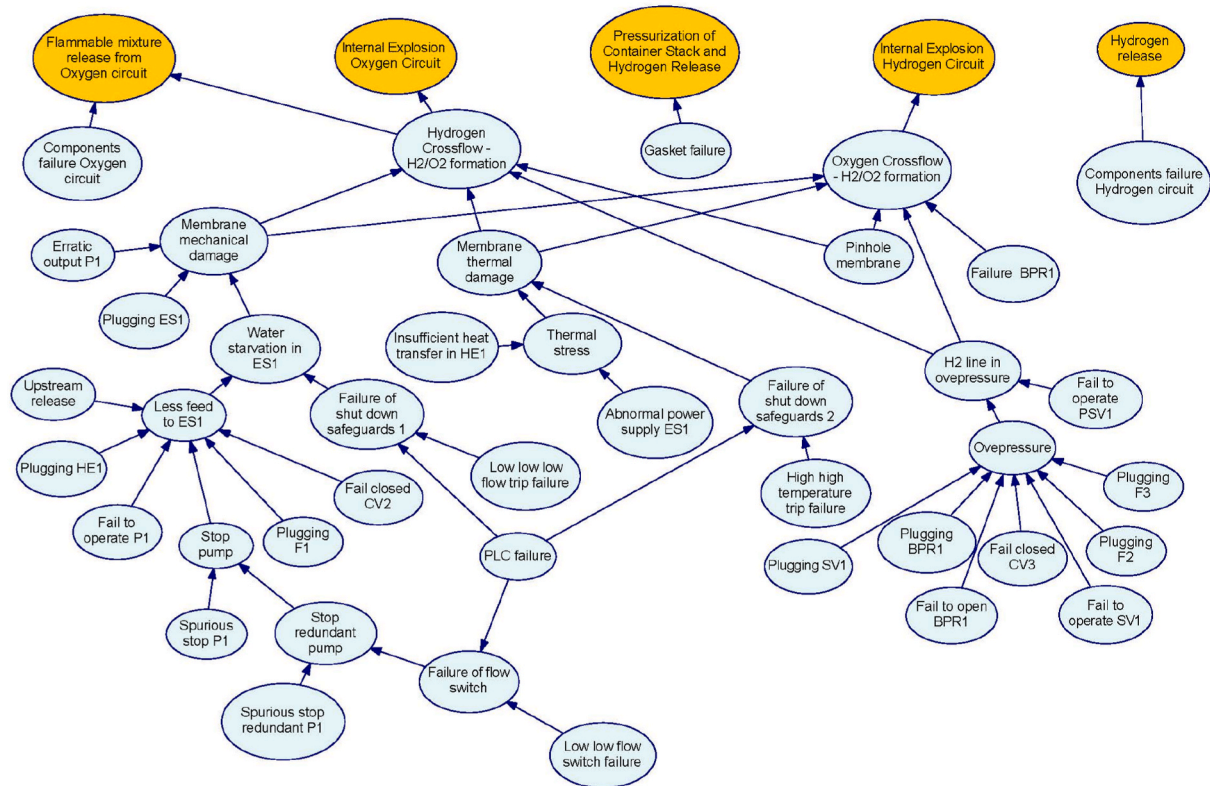 Flammable mixture
release from
Oxygen circuit
Internal Explosion
Oxygen Circuit
Pressurization of
Container Stack and
Hydrogen Release
Internal Explosion
Hydrogen Circuit
Hydrogen
release
Components
failure Oxygen
circuit
Hydrogen
Crossflow -
H2/O2 formation
Gasket failure
Oxygen Crossflow
- H2/O2 formation
Components failure
Hydrogen circuit
Erratic
output P1
Membrane
mechanical
damage
Membrane
thermal
damage
Pinhole
membrane
Failure BPR1
Plugging ES1
Water
starvation in
ES1
Insufficient heat
transfer in HE1
Thermal
stress
H2 line in
ovepressure
Upstream
release
Less feed
to ES1
Failure of
shut down
safeguards 1
Abnormal power
supply ES1
Failure of
shut down
safeguards 2
Fail to
operate
PSV1
Plugging HE1
Low low low
flow trip failure
Ovepressure
Fail to
operate P1
Stop
pump
Plugging
F1
Fail closed
CV2
High high
temperature
trip failure
Plugging
F3
PLC failure
Plugging SV1
Plugging
BPR1
Fail closed
CV3
Plugging
F2
Spurious
stop P1
Stop
redundant
pump
Fail to open
BPR1
Fail to
operate SV1
Failure of flow
switch
Spurious stop
redundant P1
Low low flow
switch failure